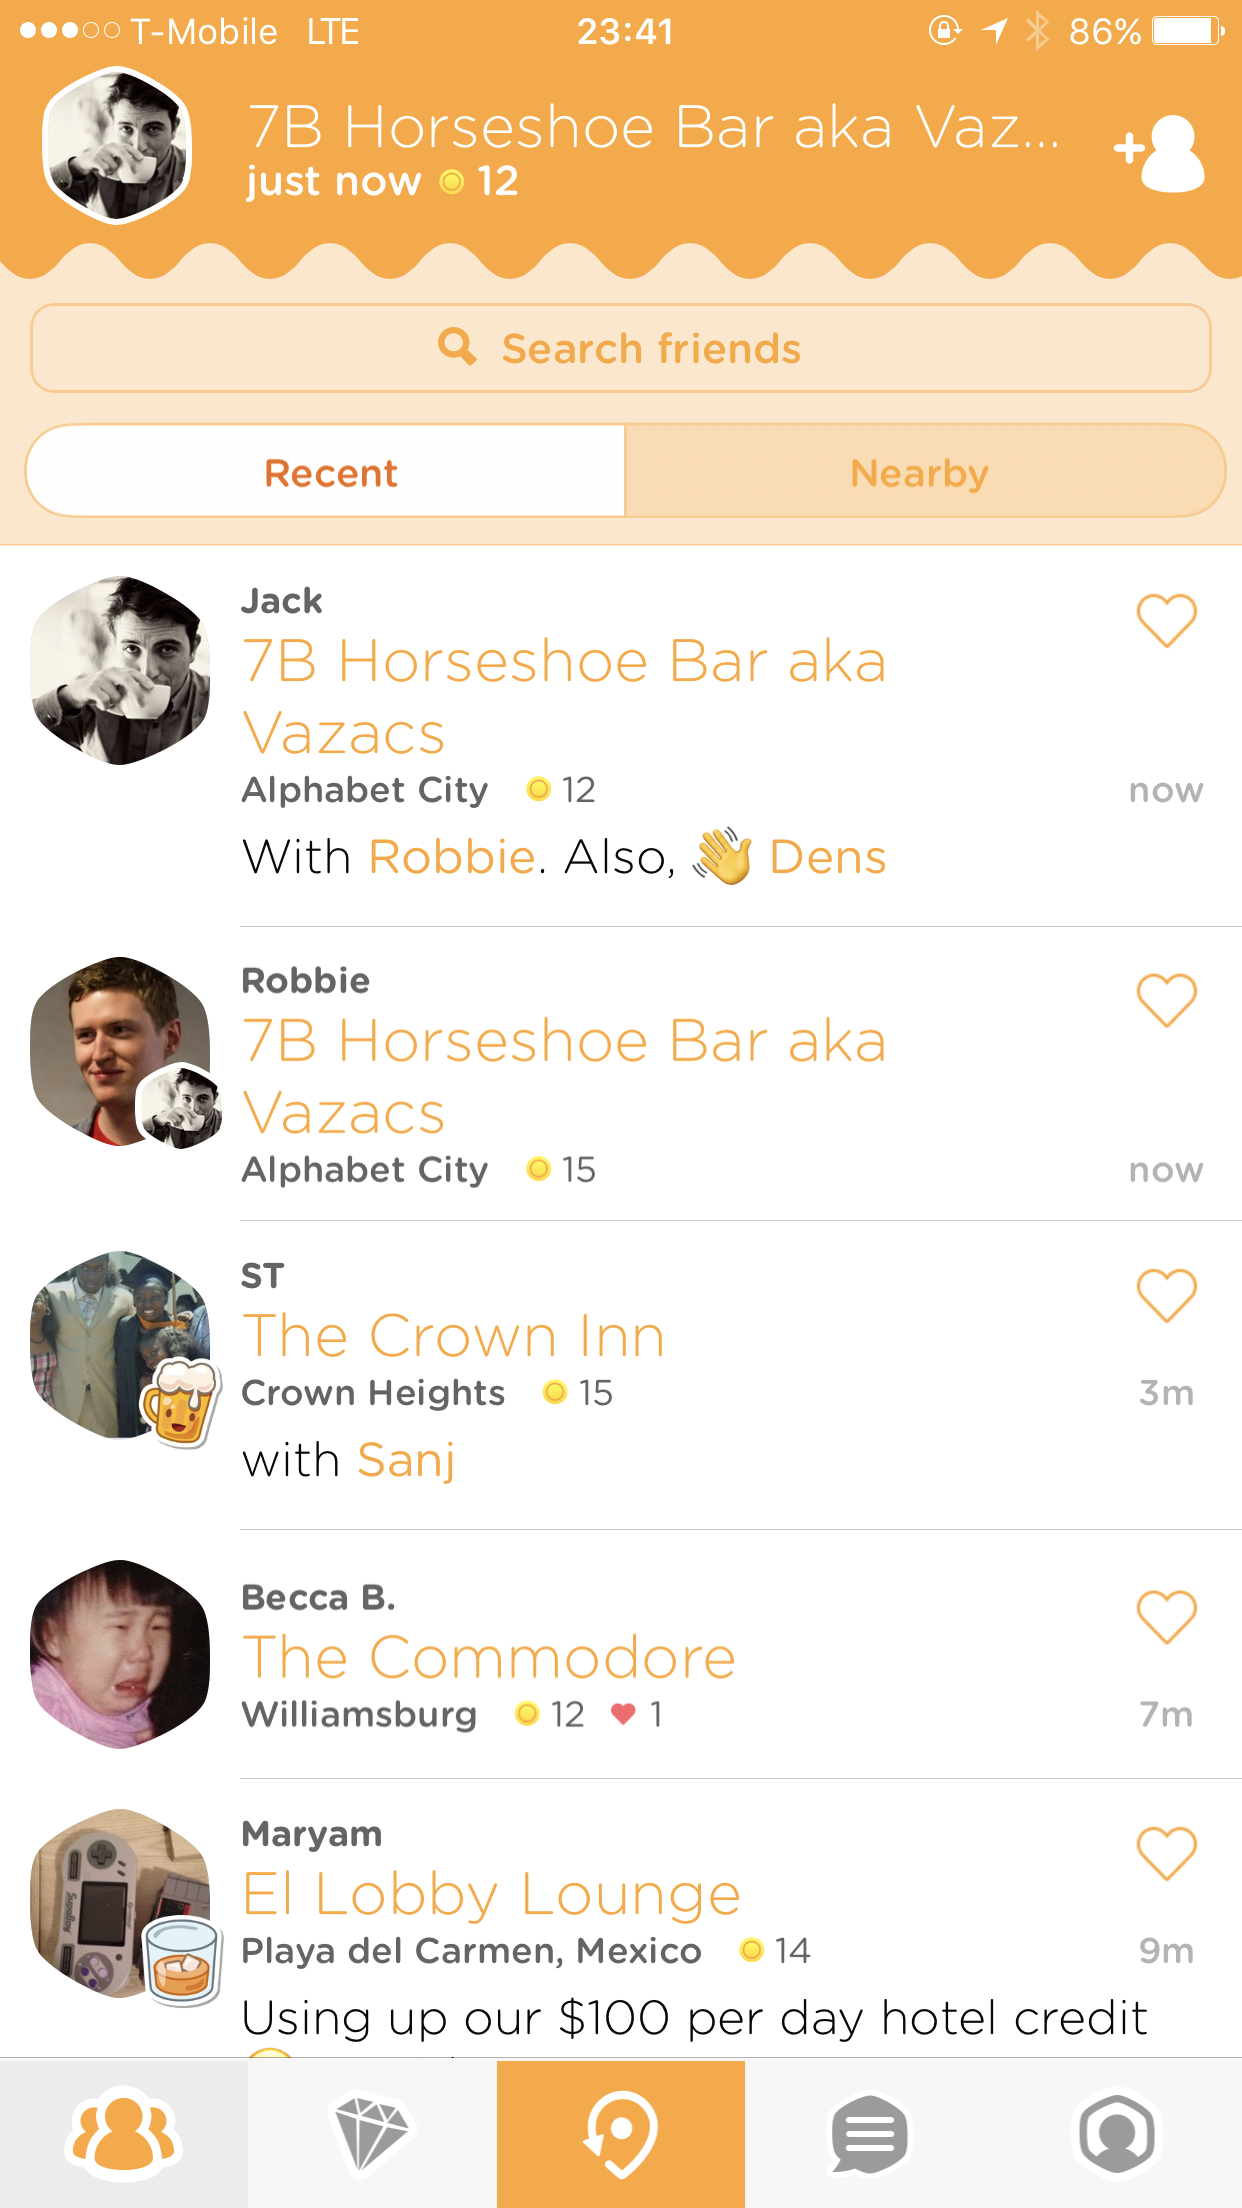 T-Mobile LTE 23:41 86%
7B Horseshoe Bar aka Vaz...
just now 12
Search friends
Recent Nearby
Jack
7B Horseshoe Bar aka
Vazacs
Alphabet City 12 now
With Robbie. Also, 👋 Dens
Robbie
7B Horseshoe Bar aka
Vazacs
Alphabet City 15 now
ST
The Crown Inn
Crown Heights 15 3m
with Sanj
Becca B.
The Commodore
Williamsburg 12 1 7m
Maryam
El Lobby Lounge
Playa del Carmen, Mexico 14 9m
Using up our $100 per day hotel credit